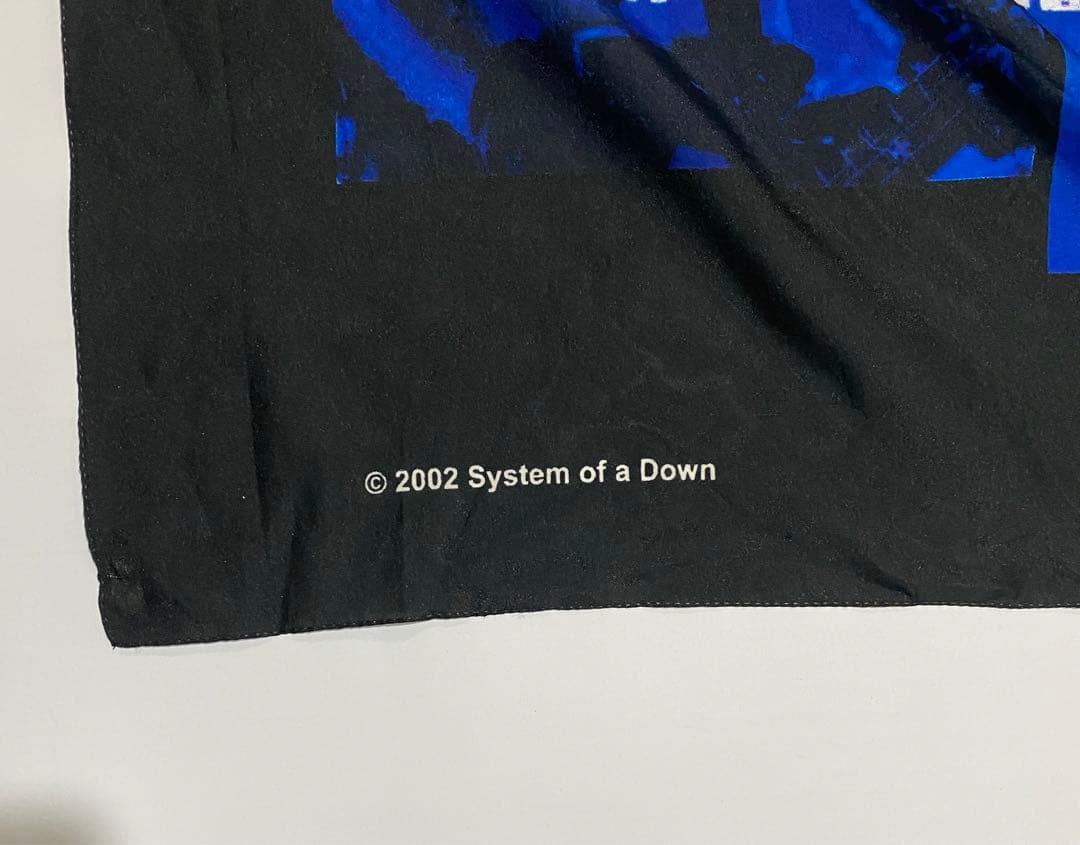 © 2002 System of a Down